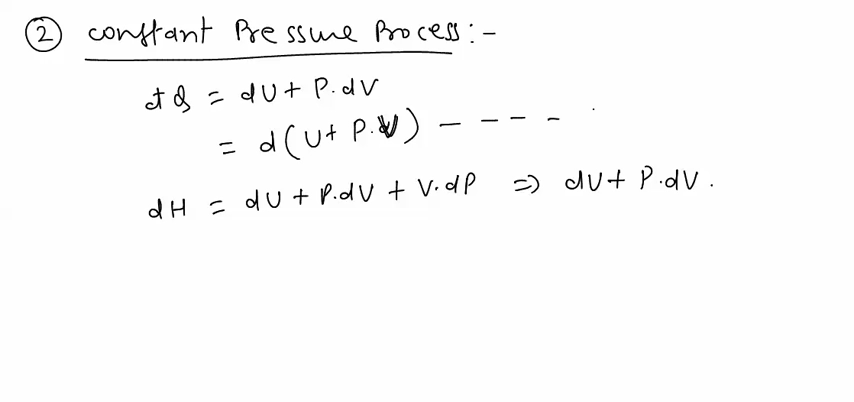 ② constant Pressure Process:-
đQ = dU + P.dV
= d(U+ P.V) - - - - -
dH = dU + P.dV + V.dP ⇒ dU + P.dV.